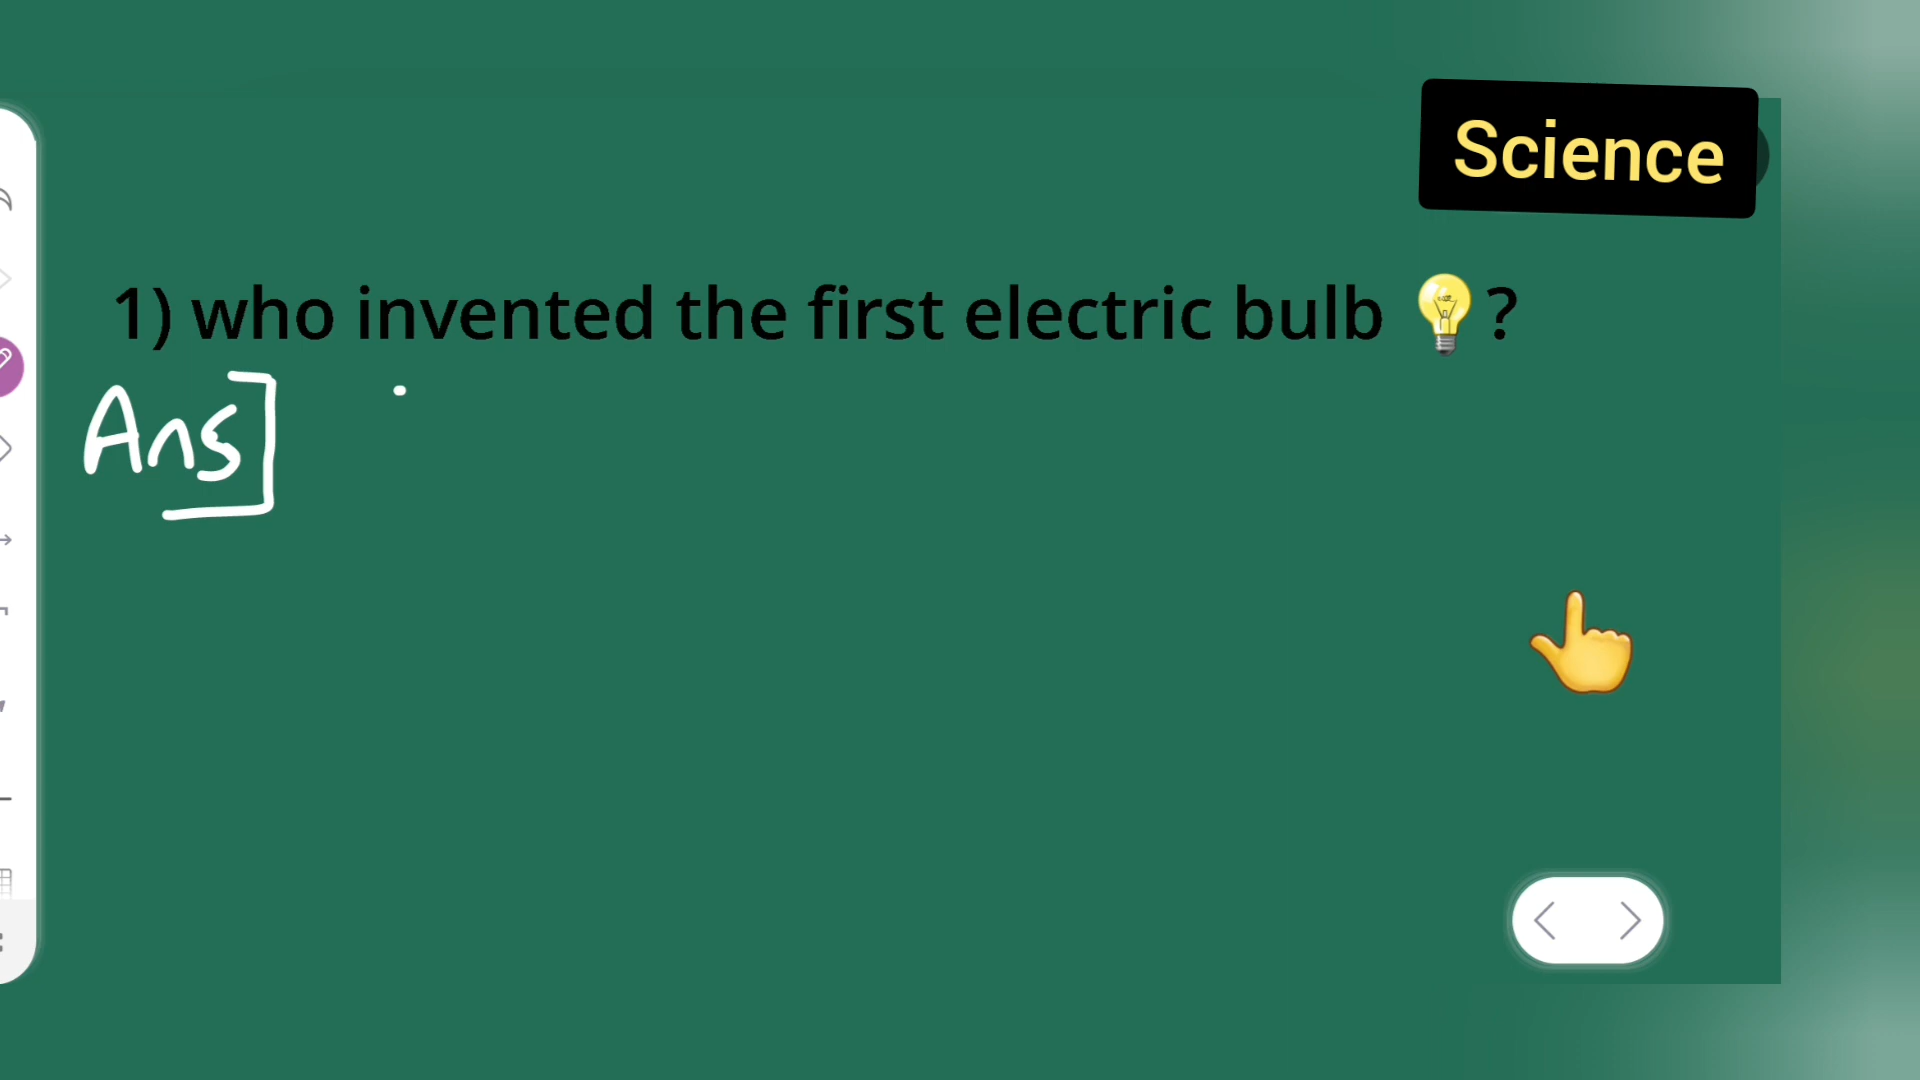 Science
1) who invented the first electric bulb 💡?
Ans]